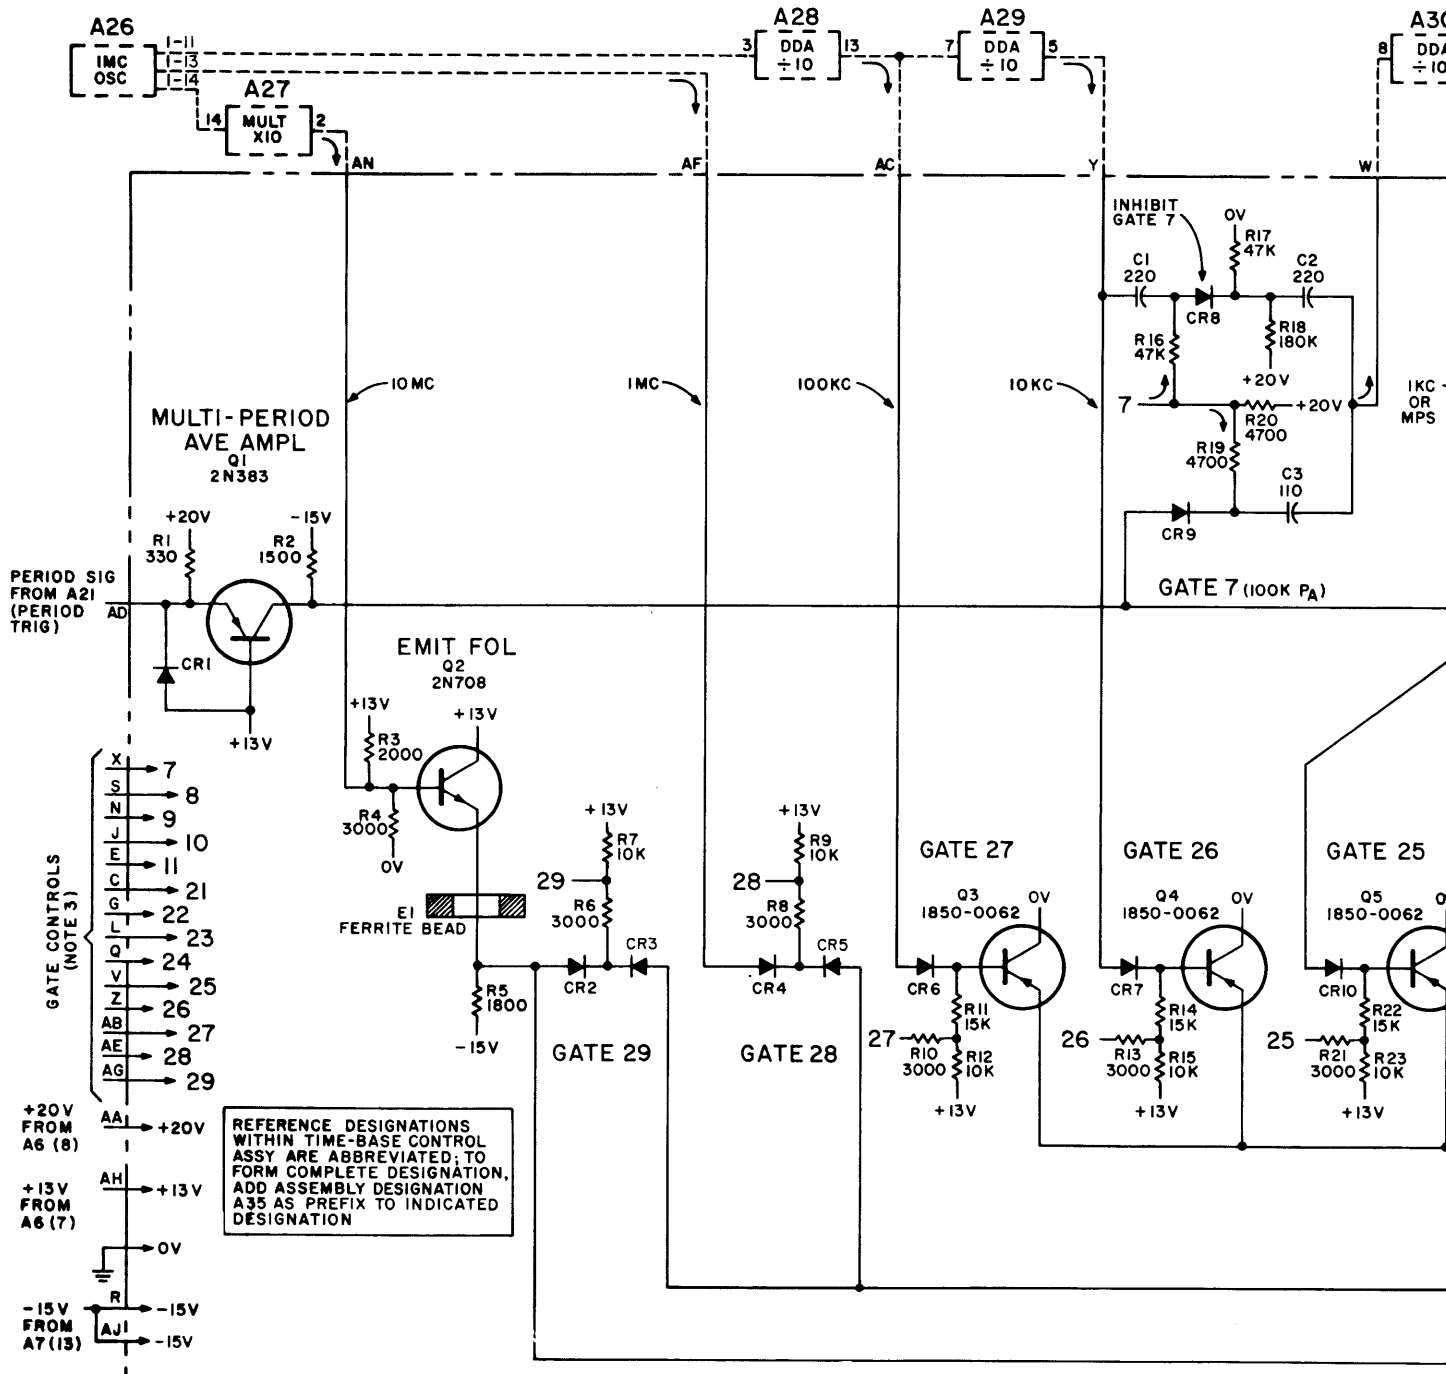 A26
1MC
OSC
1-11
1-13
1-14
A27
14
MULT
X10
2
A28
3
DDA
÷10
13
A29
7
DDA
÷10
5
8
AN
AF
AC
Y
W
10MC
1MC
100KC
10KC
1KC
OR
MPS
INHIBIT
GATE 7
0V
R17
47K
C1
220
C2
220
CR8
R16
47K
R18
180K
+20V
7
+20V
R20
4700
R19
4700
C3
110
CR9
GATE 7 (100K PA)
MULTI-PERIOD
AVE AMPL
Q1
2N383
+20V
-15V
R1
330
R2
1500
PERIOD SIG
FROM A21
(PERIOD
TRIG)
AD
CR1
+13V
EMIT FOL
Q2
2N708
+13V
+13V
R3
2000
R4
3000
0V
E1
FERRITE BEAD
R5
1800
-15V
GATE CONTROLS
(NOTE 3)
X 7
S 8
N 9
J 10
E 11
C 21
G 22
L 23
Q 24
V 25
Z 26
AB 27
AE 28
AG 29
+13V
R7
10K
29
R6
3000
CR3
CR2
GATE 29
+13V
R9
10K
28
R8
3000
CR5
CR4
GATE 28
GATE 27
Q3
1850-0062
0V
CR6
R11
15K
27
R10
3000
R12
10K
+13V
GATE 26
Q4
1850-0062
0V
CR7
R14
15K
26
R13
3000
R15
10K
+13V
GATE 25
Q5
1850-0062
CR10
R22
15K
25
R21
3000
R23
10K
+13V
+20V
FROM
A6 (8)
AA
+20V
+13V
FROM
A6 (7)
AH
+13V
0V
-15V
FROM
A7(13)
R
-15V
AJ
-15V
REFERENCE DESIGNATIONS
WITHIN TIME-BASE CONTROL
ASSY ARE ABBREVIATED; TO
FORM COMPLETE DESIGNATION,
ADD ASSEMBLY DESIGNATION
A35 AS PREFIX TO INDICATED
DESIGNATION